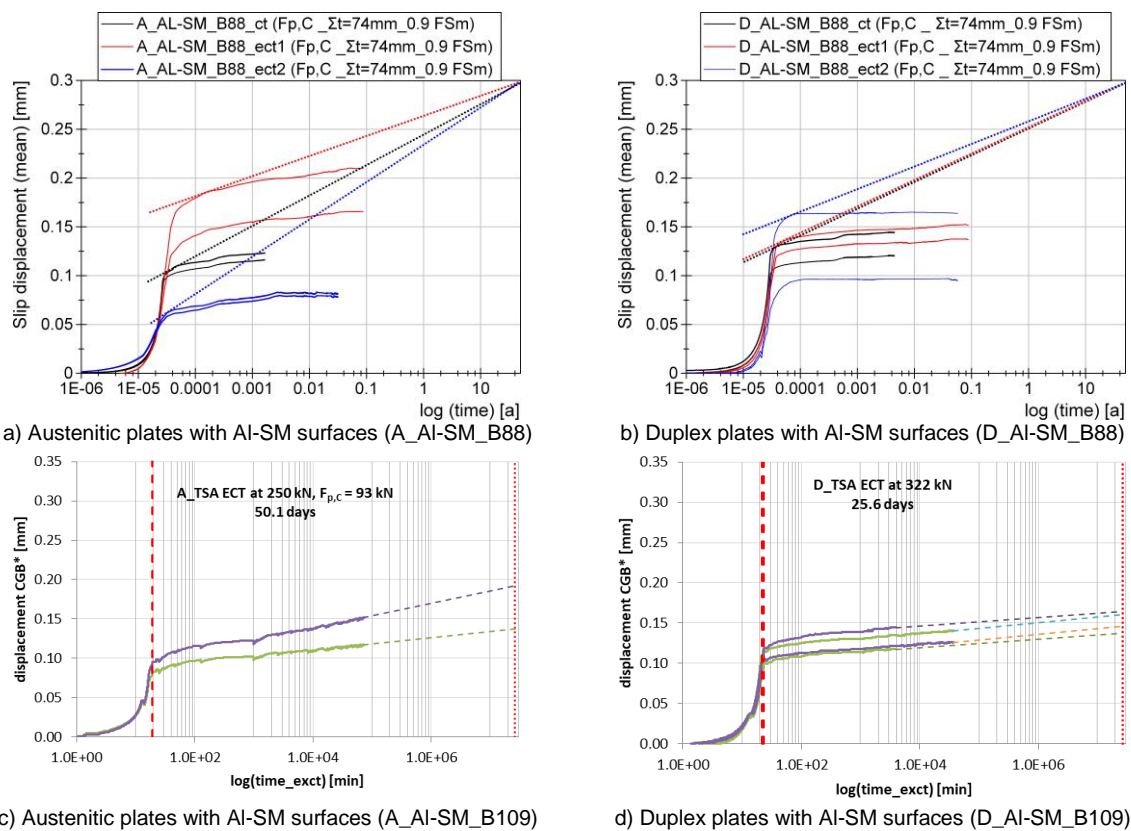 A_AL-SM_B88_ct (Fp,C _ Σt=74mm_0.9 FSm)
A_AL-SM_B88_ect1 (Fp,C _ Σt=74mm_0.9 FSm)
A_AL-SM_B88_ect2 (Fp,C _ Σt=74mm_0.9 FSm)
0.3
0.25
0.2
0.15
0.1
0.05
0
Slip displacement (mean) [mm]
1E-06
1E-05
0.0001
0.001
0.01
0.1
1
10
log (time) [a]
a) Austenitic plates with Al-SM surfaces (A_Al-SM_B88)
D_AL-SM_B88_ct (Fp,C _ Σt=74mm_0.9 FSm)
D_AL-SM_B88_ect1 (Fp,C _ Σt=74mm_0.9 FSm)
D_AL-SM_B88_ect2 (Fp,C _ Σt=74mm_0.9 FSm)
0.3
0.25
0.2
0.15
0.1
0.05
0
Slip displacement (mean) [mm]
1E-06
1E-05
0.0001
0.001
0.01
0.1
1
10
log (time) [a]
b) Duplex plates with Al-SM surfaces (D_Al-SM_B88)
0.35
0.30
0.25
0.20
0.15
0.10
0.05
0.00
displacement CGB* [mm]
A_TSA ECT at 250 kN, Fp,c = 93 kN
50.1 days
1.0E+00
1.0E+02
1.0E+04
1.0E+06
log(time_exct) [min]
c) Austenitic plates with Al-SM surfaces (A_Al-SM_B109)
0.35
0.30
0.25
0.20
0.15
0.10
0.05
0.00
displacement CGB* [mm]
D_TSA ECT at 322 kN
25.6 days
1.0E+00
1.0E+02
1.0E+04
1.0E+06
log(time_exct) [min]
d) Duplex plates with Al-SM surfaces (D_Al-SM_B109)